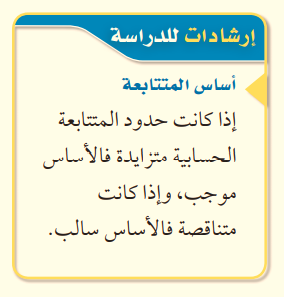 إرشادات للدراسة
أساس المتتابعة
إذا كانت حدود المتتابعة
الحسابية متزايدة فالأساس
موجب، وإذا كانت
متناقصة فالأساس سالب.